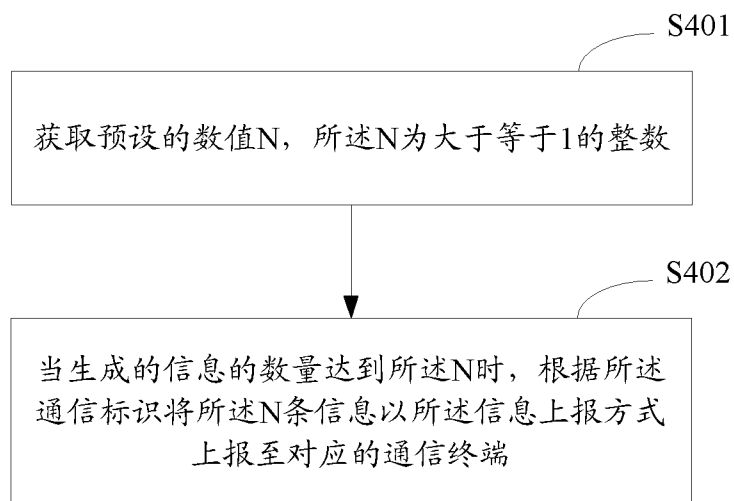 S401
获取预设的数值N，所述N为大于等于1的整数
S402
当生成的信息的数量达到所述N时，根据所述
通信标识将所述N条信息以所述信息上报方式
上报至对应的通信终端